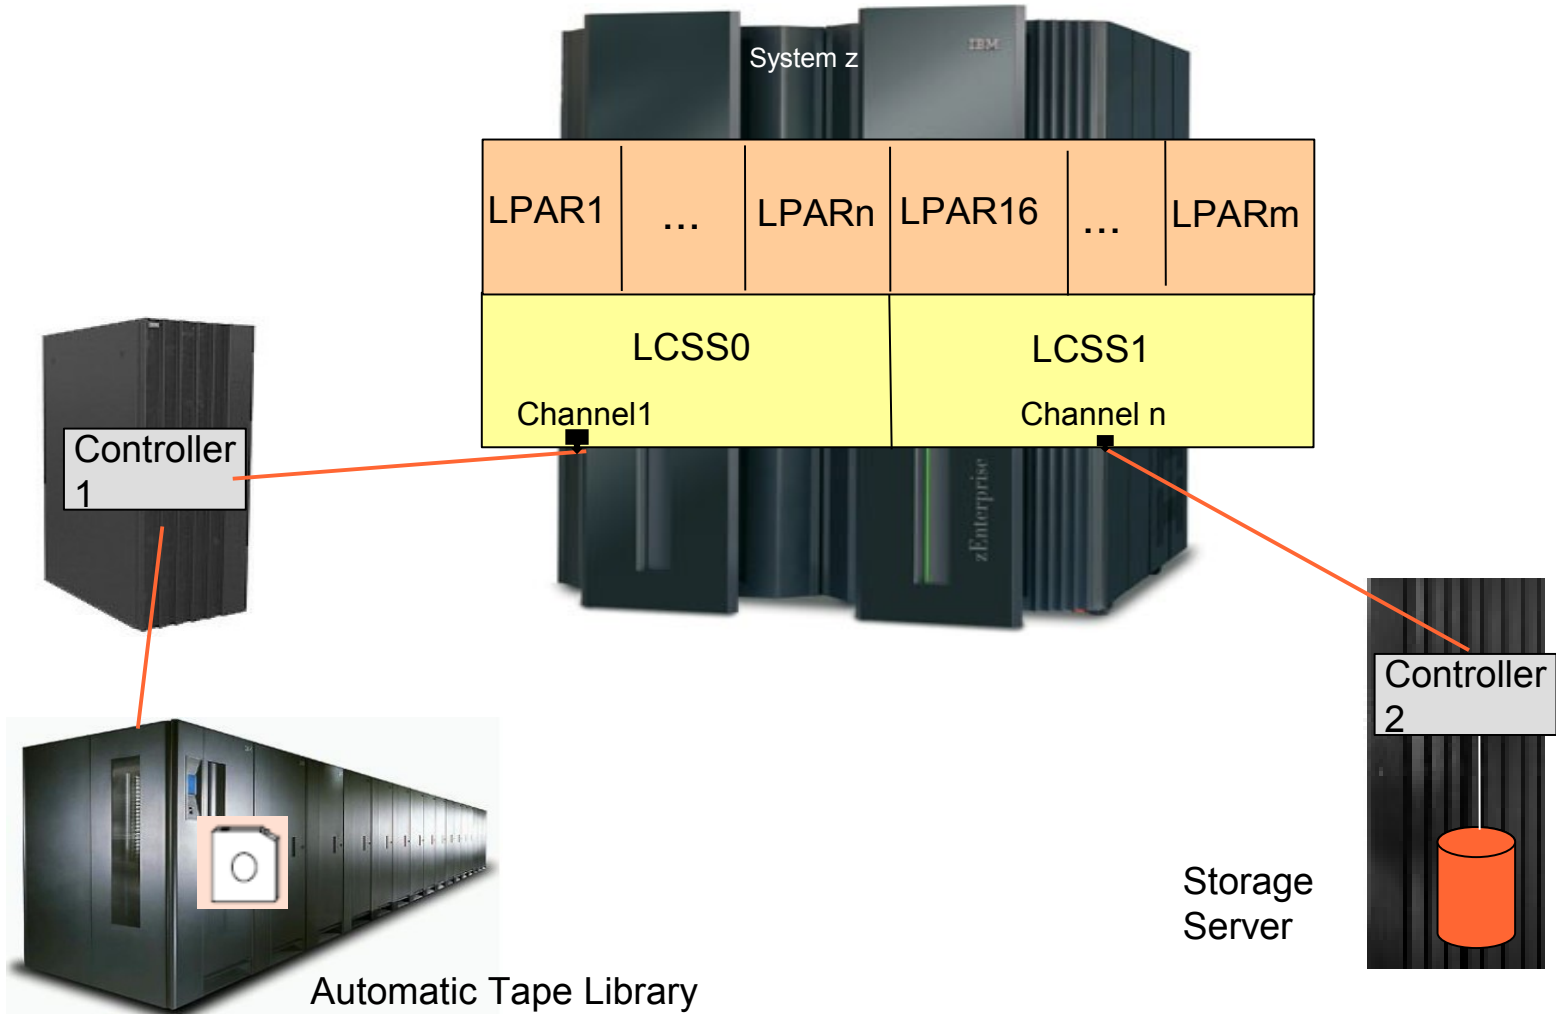 System z
IBM
LPAR1
...
LPARn
LPAR16
...
LPARm
LCSS0
LCSS1
Channel1
Channel n
zEnterprise
Controller
1
Controller
2
Storage
Server
Automatic Tape Library